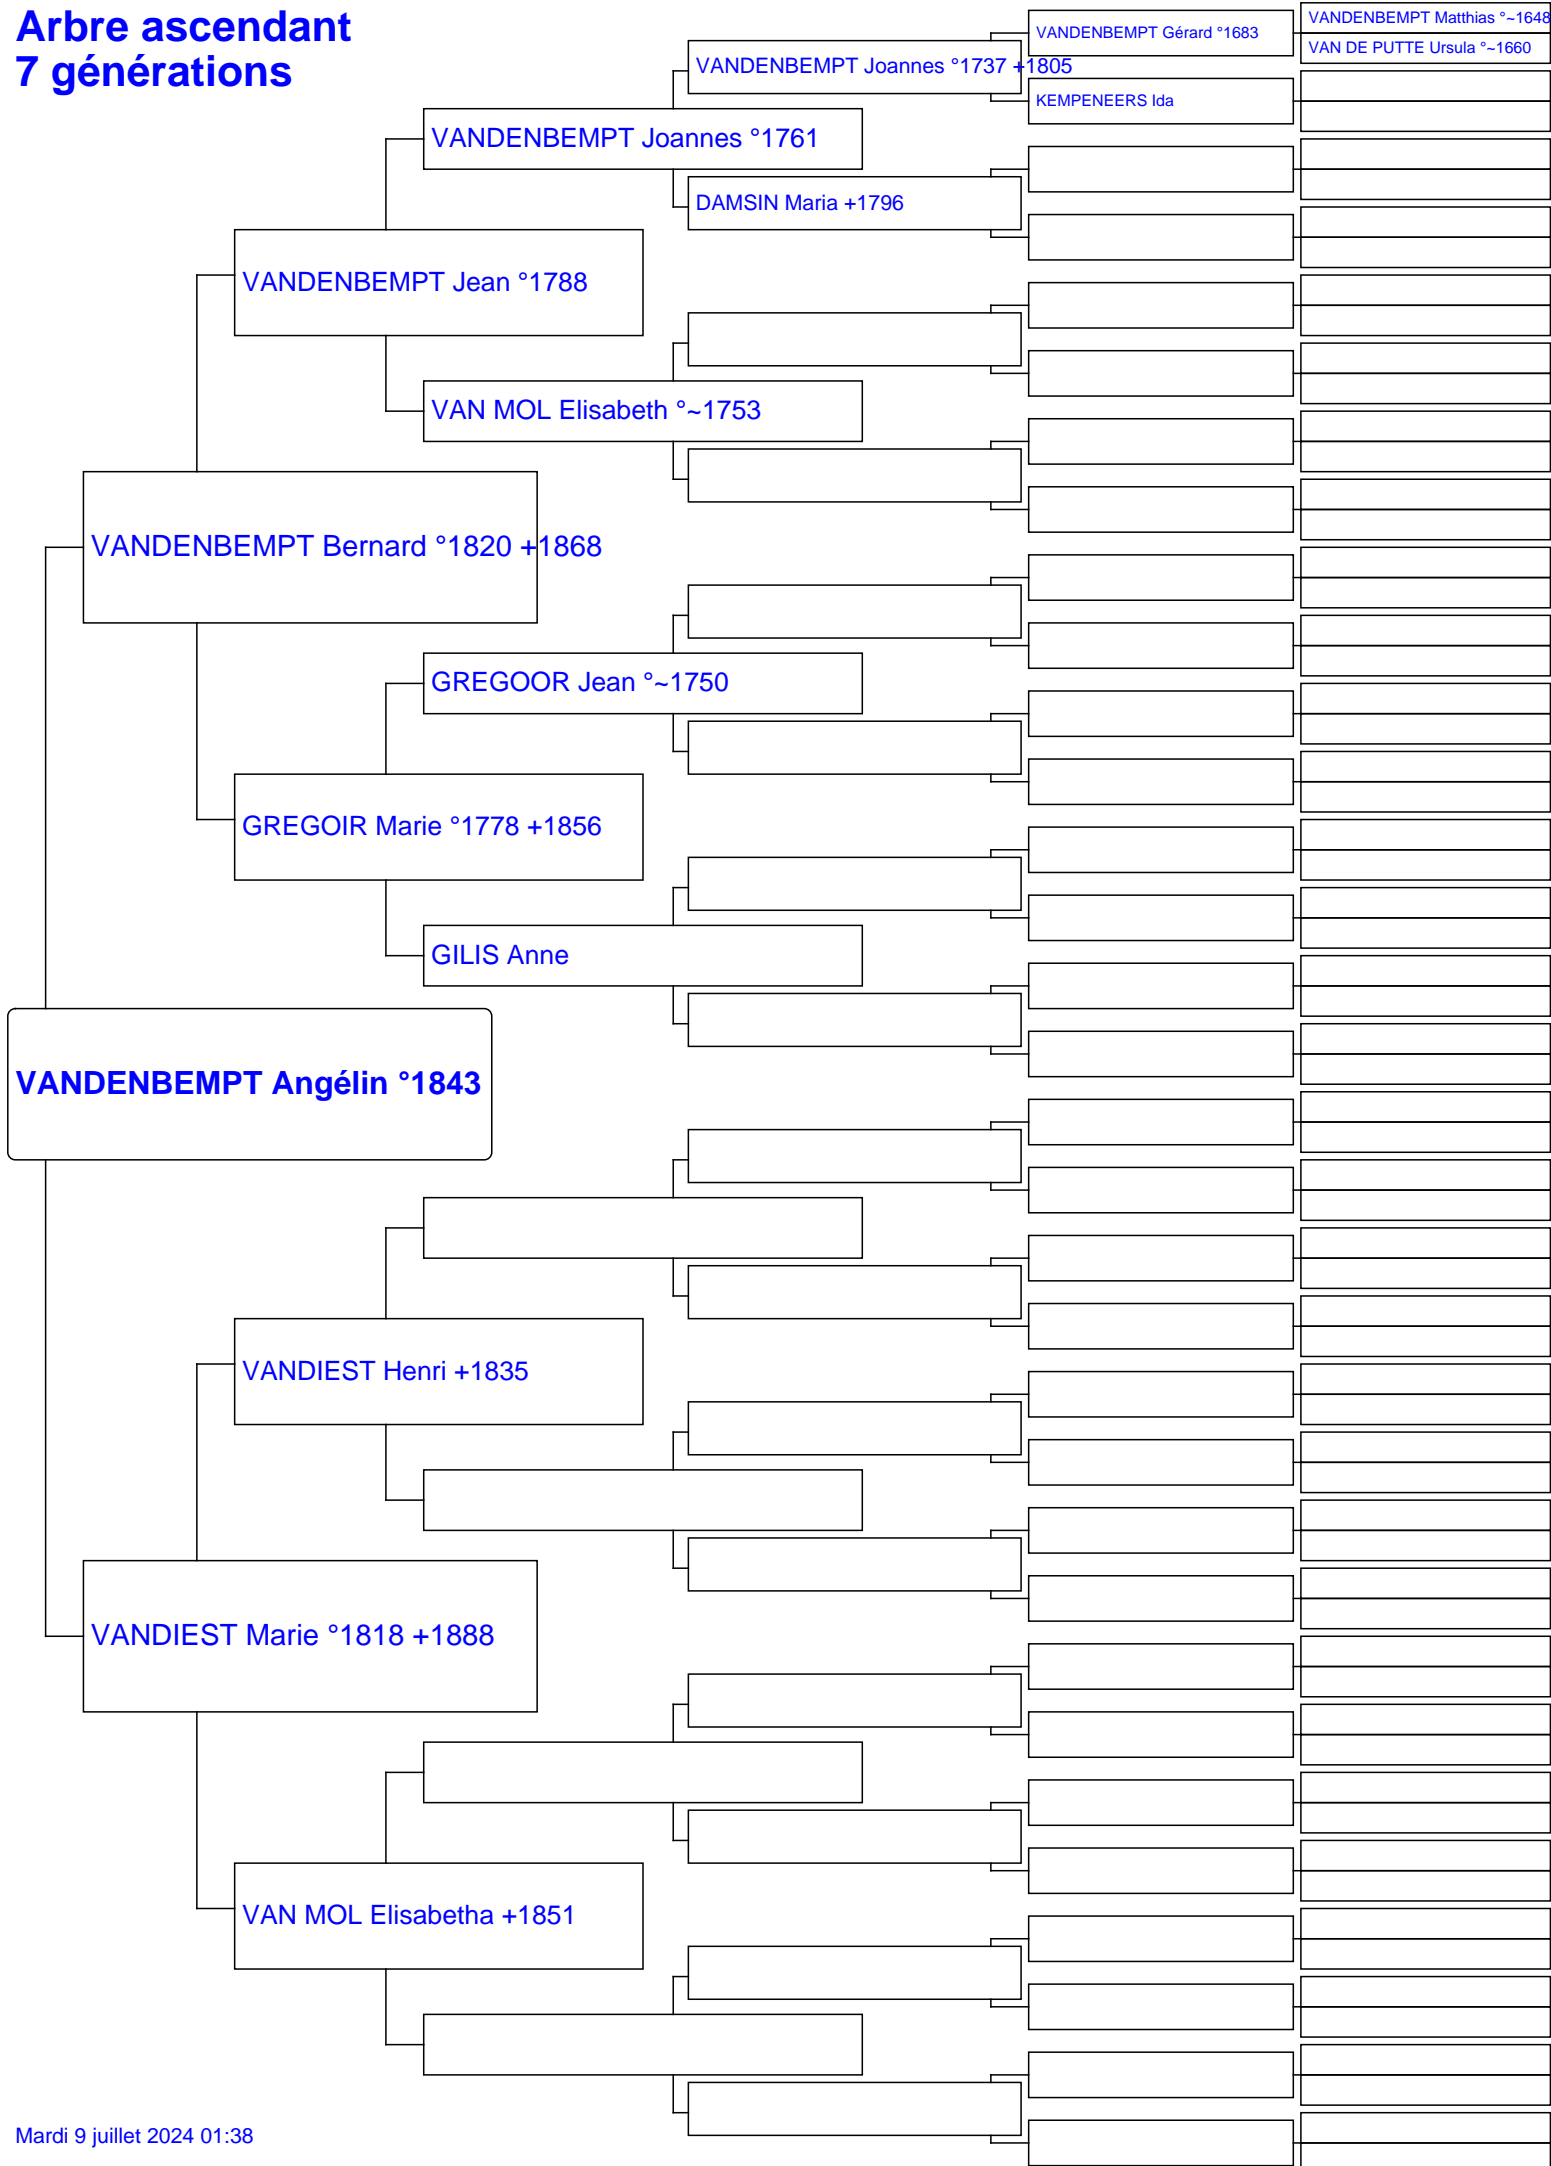 Arbre ascendant
7 générations
VANDENBEMPT Matthias °~1648
VANDENBEMPT Gérard °1683
VAN DE PUTTE Ursula °~1660
VANDENBEMPT Joannes °1737 +1805
KEMPENEERS Ida
VANDENBEMPT Joannes °1761
DAMSIN Maria +1796
VANDENBEMPT Jean °1788
VAN MOL Elisabeth °~1753
VANDENBEMPT Bernard °1820 +1868
GREGOOR Jean °~1750
GREGOIR Marie °1778 +1856
GILIS Anne
VANDENBEMPT Angélin °1843
VANDIEST Henri +1835
VANDIEST Marie °1818 +1888
VAN MOL Elisabetha +1851
Mardi 9 juillet 2024 01:38